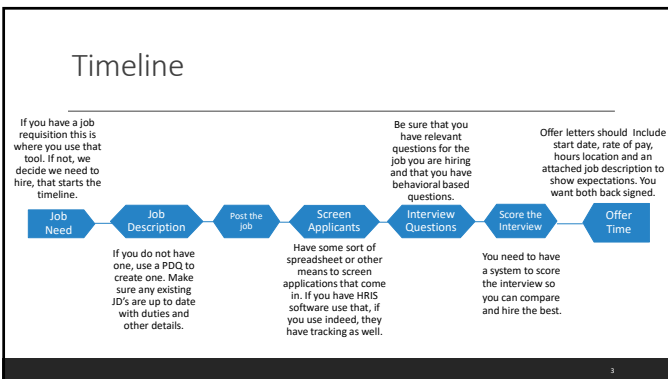 Timeline
If you have a job
requisition this is
where you use that
tool. If not, we
decide we need to
hire, that starts the
timeline.
Be sure that you
have relevant
questions for the
job you are hiring
and that you have
behavioral based
questions.
Offer letters should Include
start date, rate of pay,
hours location and an
attached job description to
show expectations. You
want both back signed.
Job
Need
Job
Description
Post the
job
Screen
Applicants
Interview
Questions
Score the
Interview
Offer
Time
If you do not have
one, use a PDQ to
create one. Make
sure any existing
JD's are up to date
with duties and
other details.
Have some sort of
spreadsheet or other
means to screen
applications that come
in. If you have HRIS
software use that, if
you use indeed, they
have tracking as well.
You need to have
a system to score
the interview so
you can compare
and hire the best.
3